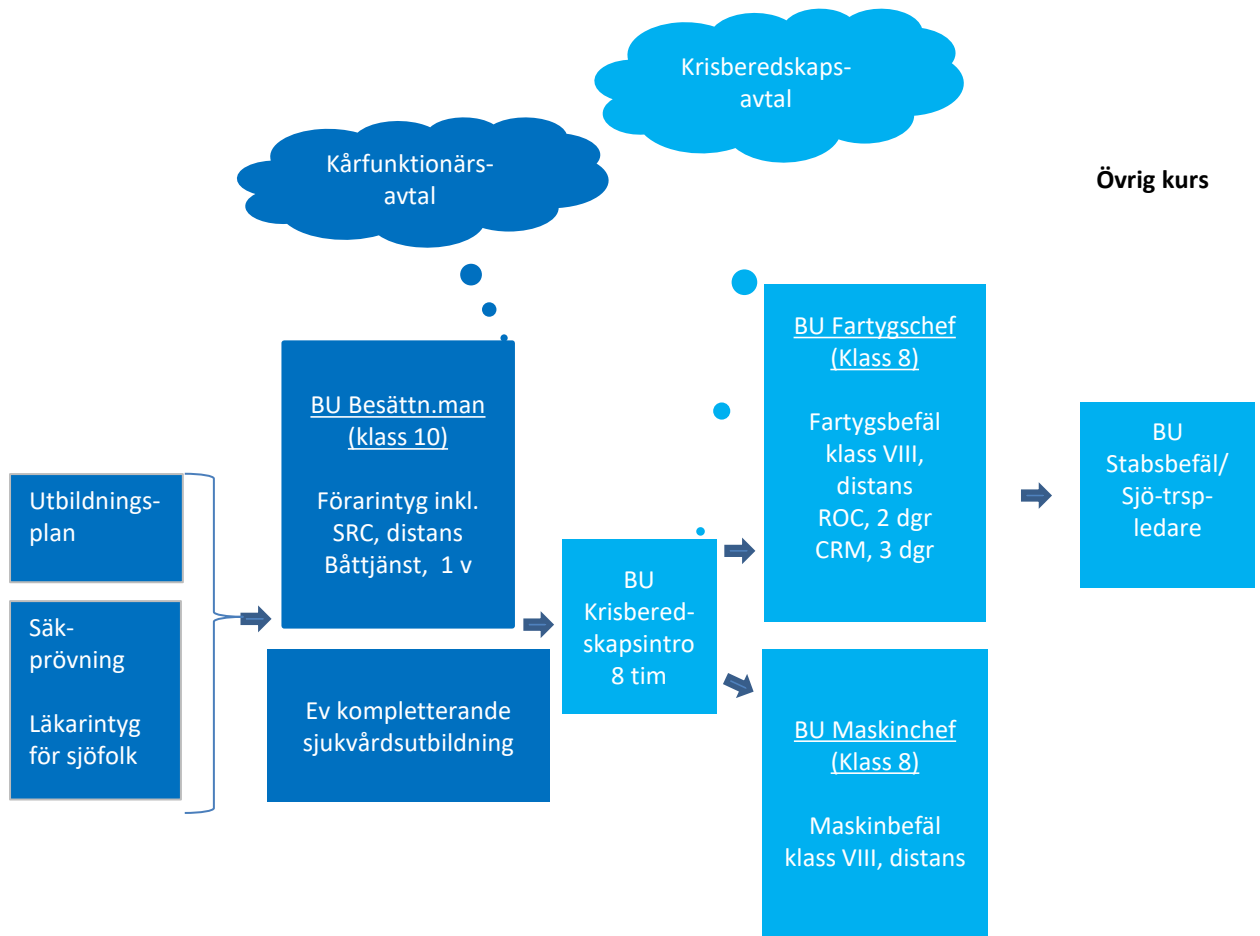 Krisberedskaps-
avtal
Kårfunktionärs-
avtal
Övrig kurs
Utbildnings-
plan
Säk-
prövning
Läkarintyg
för sjöfolk
BU Besättn.man
(klass 10)
Förarintyg inkl.
SRC, distans
Båttjänst, 1 v
Ev kompletterande
sjukvårdsutbildning
BU
Krisbered-
skapsintro
8 tim
BU Fartygschef
(Klass 8)
Fartygsbefäl
klass VIII,
distans
ROC, 2 dgr
CRM, 3 dgr
BU Maskinchef
(Klass 8)
Maskinbefäl
klass VIII, distans
BU
Stabsbefäl/
Sjö-trsp-
ledare